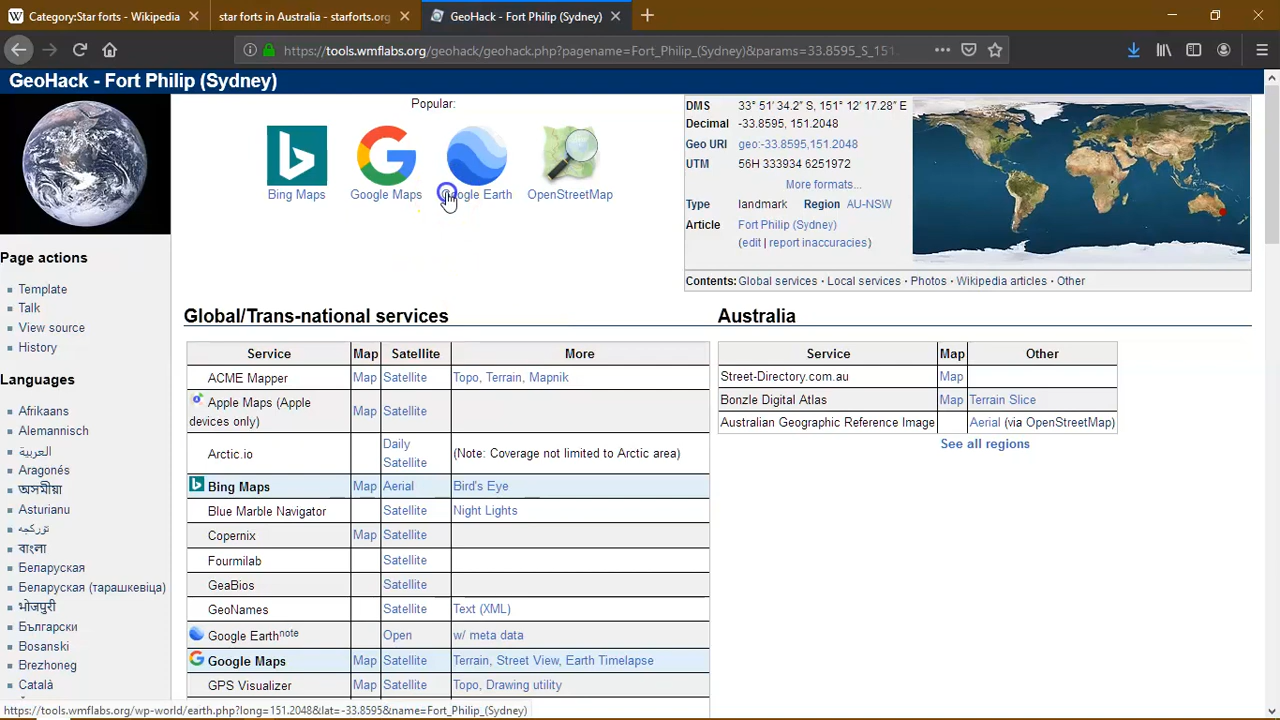 Category:Star forts - Wikipedia
star forts in Australia - starforts.org
GeoHack - Fort Philip (Sydney)
https://tools.wmflabs.org/geohack/geohack.php?pagename=Fort_Philip_(Sydney)&params=33.8595_S_151.
GeoHack - Fort Philip (Sydney)
Popular:
Bing Maps
Google Maps
Google Earth
OpenStreetMap
DMS 33° 51′ 34.2″ S, 151° 12′ 17.28″ E
Decimal -33.8595, 151.2048
Geo URI geo:-33.8595,151.2048
UTM 56H 333934 6251972
More formats...
Type landmark Region AU-NSW
Article Fort Philip (Sydney)
(edit | report inaccuracies)
Contents: Global services · Local services · Photos · Wikipedia articles · Other
Page actions
Template
Talk
View source
History
Languages
Afrikaans
Alemannisch
العربية
Aragonés
অসমীয়া
Asturianu
تۆرکجه
বাংলা
Беларуская
Беларуская (тарашкевіца)
भोजपुरी
Български
Bosanski
Brezhoneg
Català
Global/Trans-national services
Service Map Satellite More
ACME Mapper Map Satellite Topo, Terrain, Mapnik
Apple Maps (Apple devices only) Map Satellite
Arctic.io Daily Satellite (Note: Coverage not limited to Arctic area)
Bing Maps Map Aerial Bird's Eye
Blue Marble Navigator Satellite Night Lights
Copernix Map Satellite
Fourmilab Satellite
GeaBios Satellite
GeoNames Satellite Text (XML)
Google Earth note Open w/ meta data
Google Maps Map Satellite Terrain, Street View, Earth Timelapse
GPS Visualizer Map Satellite Topo, Drawing utility
Australia
Service Map Other
Street-Directory.com.au Map
Bonzle Digital Atlas Map Terrain Slice
Australian Geographic Reference Image Aerial (via OpenStreetMap)
See all regions
https://tools.wmflabs.org/wp-world/earth.php?long=151.2048&lat=-33.8595&name=Fort_Philip_(Sydney)